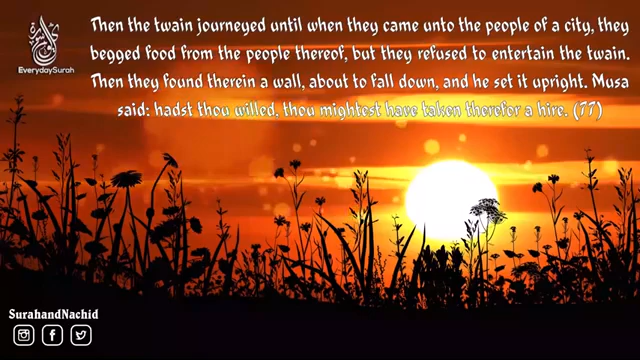 Then the twain journeyed until when they came unto the people of a city, they
begged food from the people thereof, but they refused to entertain the twain.
Then they found therein a wall, about to fall down, and he set it upright. Musa
said: hadst thou willed, thou mightest have taken therefor a hire. (77)
EverydaySurah
SurahandNachid